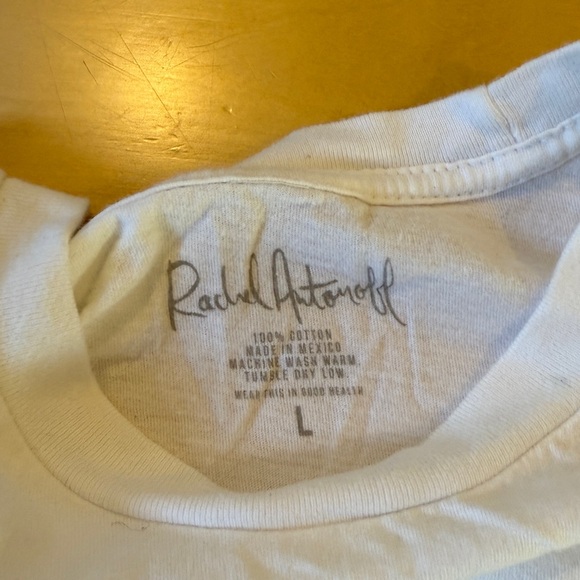 Rachel Antonoff
100% COTTON
MADE IN MEXICO
MACHINE WASH WARM.
TUMBLE DRY LOW.
WEAR THIS IN GOOD HEALTH
L